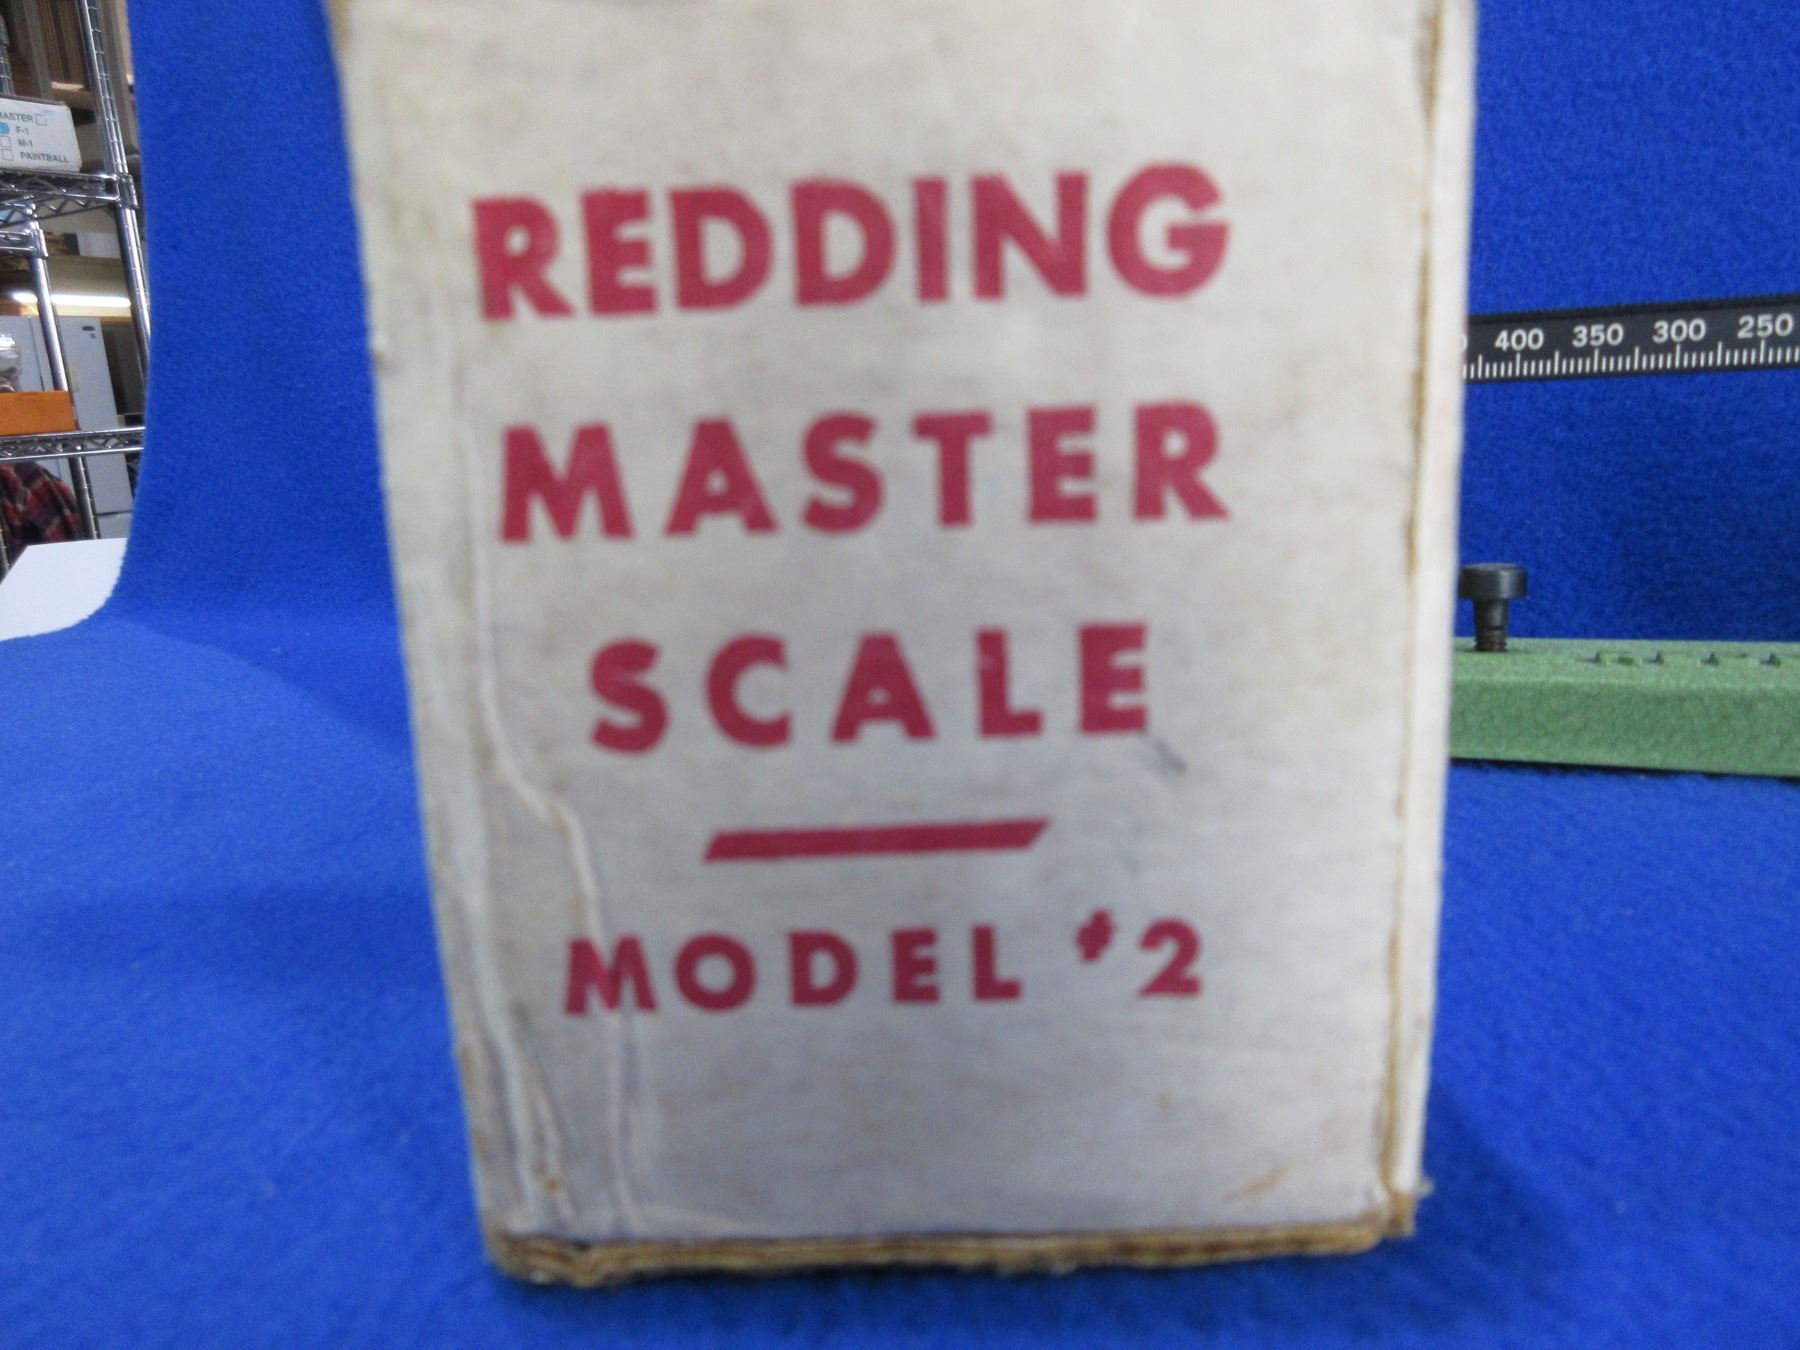 REDDING
MASTER
SCALE
MODEL #2
400 350 300 250
MASTER
F-1
M-1
PAINTBALL